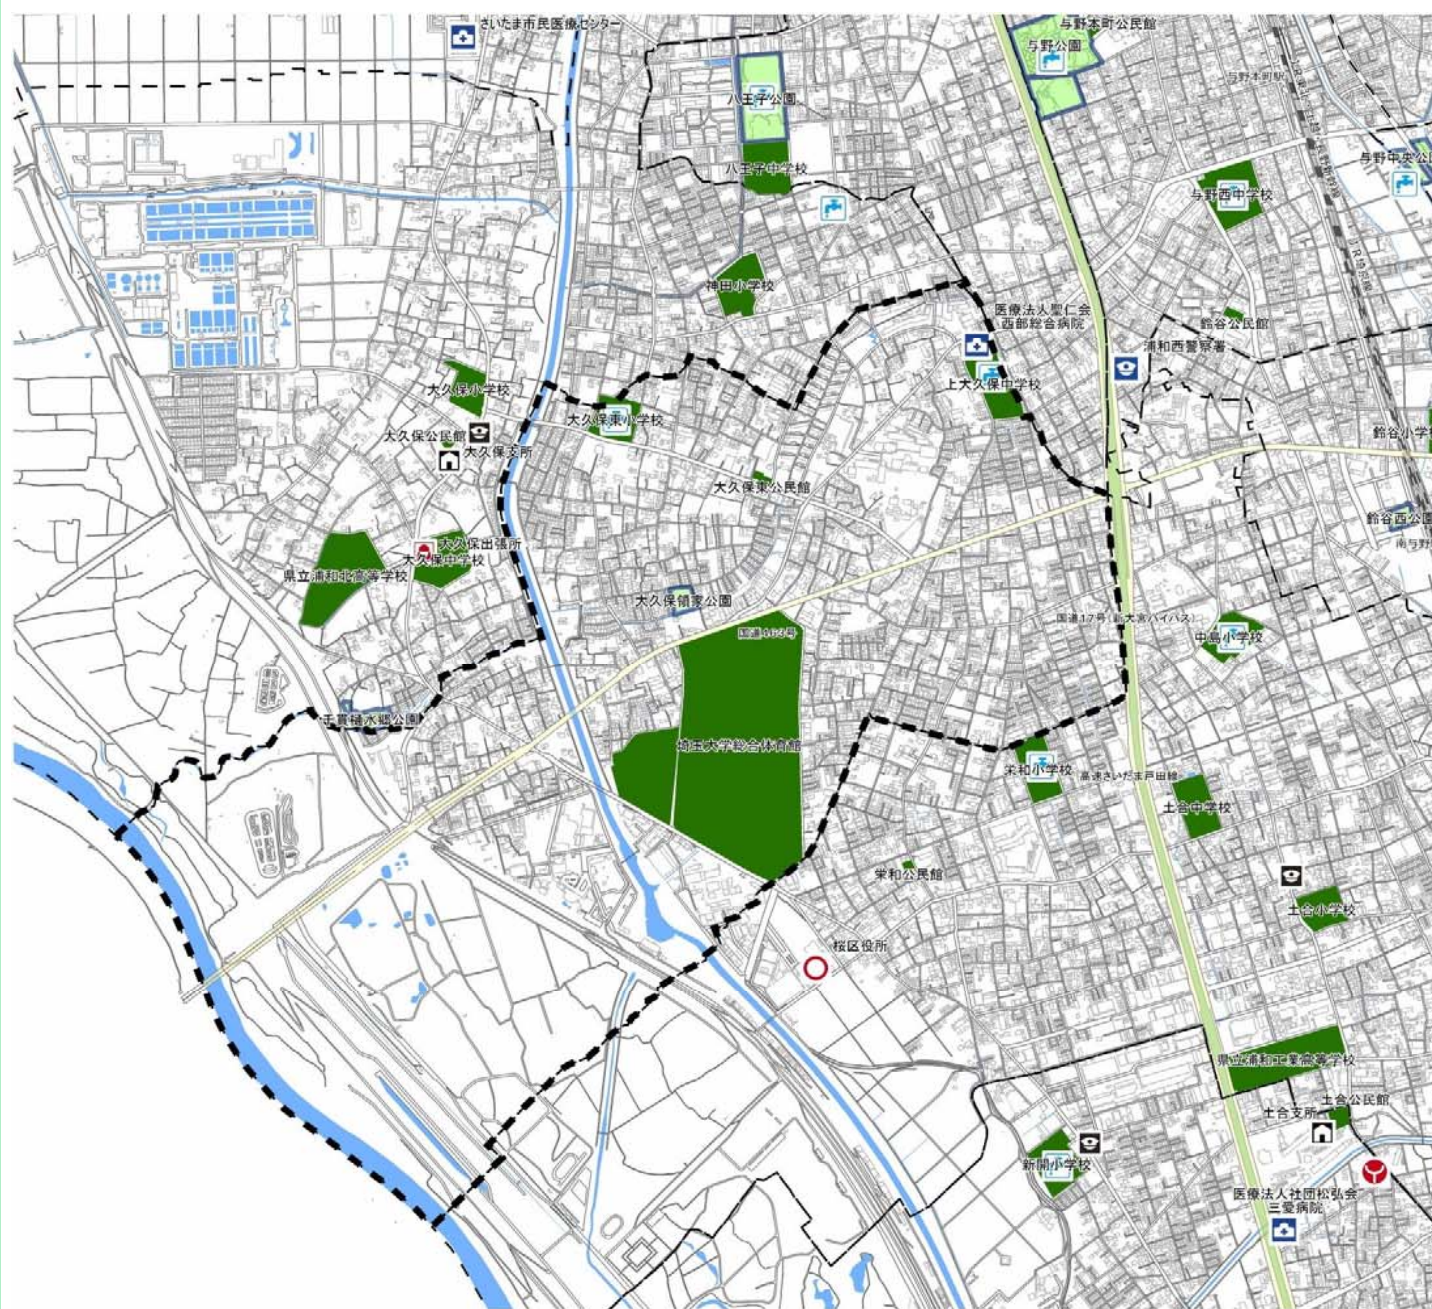 さいたま市民医療センター
与野本町公民館
与野公園
与野本町駅
八王子公園
与野中央公園
八王子中学校
与野西中学校
神田小学校
医療法人聖仁会
西部総合病院
鈴谷公民館
浦和西警察署
大久保小学校
上大久保中学校
大久保東小学校
大久保公民館
大久保支所
鈴谷小学
大久保東公民館
鈴谷西公園
南与野
大久保出張所
大久保中学校
県立浦和北高等学校
大久保領家公園
国道17号(新大宮バイパス)
国道463号
中島小学校
千貫樋水郷公園
埼玉大学総合体育館
栄和小学校
高速さいたま戸田線
土合中学校
栄和公民館
土合小学校
桜区役所
県立浦和工業高等学校
土合公民館
土合支所
新開小学校
医療法人社団松弘会
三愛病院